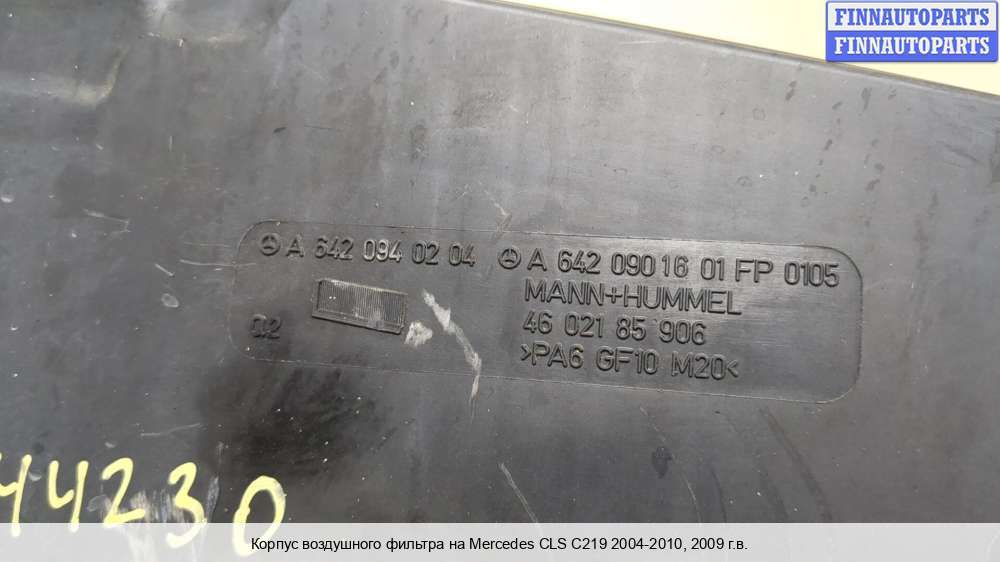 FINNAUTOPARTS
FINNAUTOPARTS
A 642 094 02 04 A 642 090 16 01 FP 0105
MANN+HUMMEL
02 46 021 85 906
>PA6 GF10 M20<
44230
Корпус воздушного фильтра на Mercedes CLS C219 2004-2010, 2009 г.в.